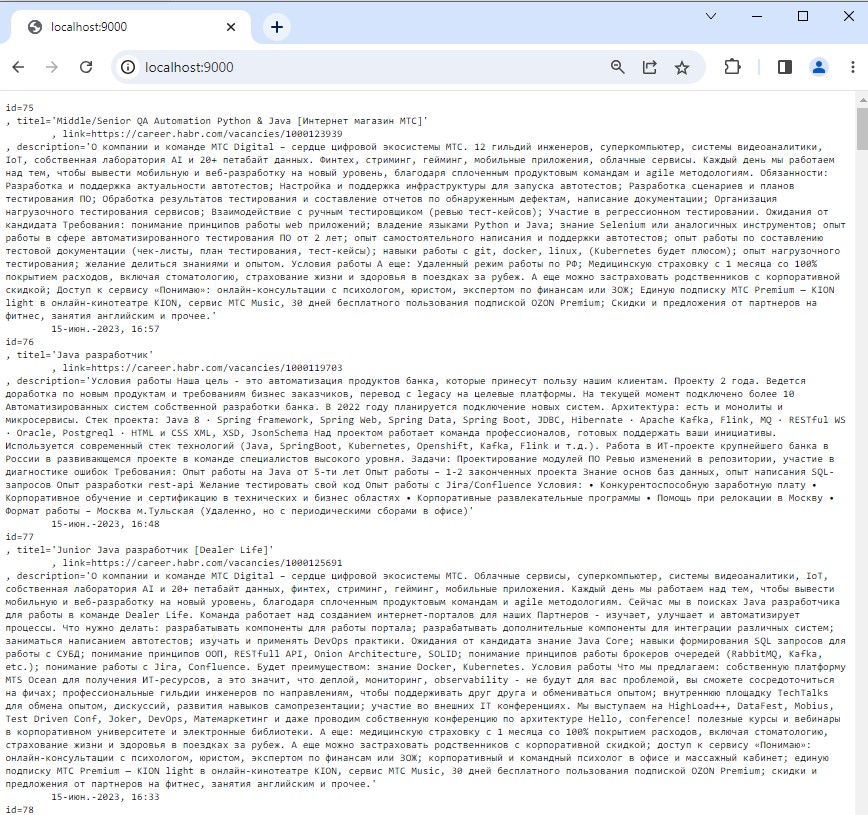 localhost:9000
localhost:9000
id=75
, titel='Middle/Senior QA Automation Python & Java [Интернет магазин МТС]'
, link=https://career.habr.com/vacancies/1000123939
, description='О компании и команде МТС Digital – сердце цифровой экосистемы МТС. 12 гильдий инженеров, суперкомпьютер, системы видеоаналитики,
IoT, собственная лаборатория AI и 20+ петабайт данных. Финтех, стриминг, гейминг, мобильные приложения, облачные сервисы. Каждый день мы работаем
над тем, чтобы вывести мобильную и веб-разработку на новый уровень, благодаря сплоченным продуктовым командам и agile методологиям. Обязанности:
Разработка и поддержка актуальности автотестов; Настройка и поддержка инфраструктуры для запуска автотестов; Разработка сценариев и планов
тестирования ПО; Обработка результатов тестирования и составление отчетов по обнаруженным дефектам, написание документации; Организация
нагрузочного тестирования сервисов; Взаимодействие с ручным тестировщиком (ревью тест-кейсов); Участие в регрессионном тестировании. Ожидания от
кандидата Требования: понимание принципов работы web приложений; владение языками Python и Java; знание Selenium или аналогичных инструментов; опыт
работы в сфере автоматизированного тестирования ПО от 2 лет; опыт самостоятельного написания и поддержки автотестов; опыт работы по составлению
тестовой документации (чек-листы, план тестирования, тест-кейсы); навыки работы с git, docker, linux, (Kubernetes будет плюсом); опыт нагрузочного
тестирования; желание делиться знаниями и опытом. Условия работы А еще: Удаленный режим работы по РФ; Медицинскую страховку с 1 месяца со 100%
покрытием расходов, включая стоматологию, страхование жизни и здоровья в поездках за рубеж. А еще можно застраховать родственников с корпоративной
скидкой; Доступ к сервису «Понимаю»: онлайн-консультации с психологом, юристом, экспертом по финансам или ЗОЖ; Единую подписку МТС Premium — KION
light в онлайн-кинотеатре KION, сервис МТС Music, 30 дней бесплатного пользования подпиской OZON Premium; Скидки и предложения от партнеров на
фитнес, занятия английским и прочее.'
15-июн.-2023, 16:57
id=76
, titel='Java разработчик'
, link=https://career.habr.com/vacancies/1000119703
, description='Условия работы Наша цель - это автоматизация продуктов банка, которые принесут пользу нашим клиентам. Проекту 2 года. Ведется
доработка по новым продуктам и требованиям бизнес заказчиков, перевод с legacy на целевые платформы. На текущей момент подключено более 10
Автоматизированных систем собственной разработки банка. В 2022 году планируется подключение новых систем. Архитектура: есть и монолиты и
микросервисы. Стек проекта: Java 8 · Spring framework, Spring Web, Spring Data, Spring Boot, JDBC, Hibernate · Apache Kafka, Flink, MQ · RESTful WS
· Oracle, Postgreql · HTML и CSS XML, XSD, JsonSchema Над проектом работает команда професионалов, готовых поддержать ваши инициативы.
Используется современный стек технологий (Java, SpringBoot, Kubernetes, Openshift, Kafka, Flink и т.д.). Работа в ИТ-проекте крупнейшего банка в
России в развивающемся проекте в команде специалистов высокого уровня. Задачи: Проектирование модулей ПО Ревью изменений в репозитории, участие в
диагностике ошибок Требования: Опыт работы на Java от 5-ти лет Опыт работы – 1-2 законченных проекта Знание основ баз данных, опыт написания SQL-
запросов Опыт разработки rest-api Желание тестировать свой код Опыт работы с Jira/Confluence Условия: • Конкурентоспособную заработную плату •
Корпоративное обучение и сертификацию в технических и бизнес областях • Корпоративные развлекательные программы • Помощь при релокации в Москву •
Формат работы – Москва м.Тульская (Удаленно, но с периодическими сборами в офисе)'
15-июн.-2023, 16:48
id=77
, titel='Junior Java разработчик [Dealer Life]'
, link=https://career.habr.com/vacancies/1000125691
, description='О компании и команде МТС Digital – сердце цифровой экосистемы МТС. Облачные сервисы, суперкомпьютер, системы видеоаналитики, IoT,
собственная лаборатория AI и 20+ петабайт данных, финтех, стриминг, гейминг, мобильные приложения. Каждый день мы работаем над тем, чтобы вывести
мобильную и веб-разработку на новый уровень, благодаря сплоченным продуктовым командам и agile методологиям. Сейчас мы в поисках Java разработчика
для работы в команде Dealer Life. Команда работает над созданием интернет-порталов для наших Партнеров - изучает, улучшает и автоматизирует
процессы. Что нужно делать: разрабатывать компоненты для работы портала; разрабатывать дополнительные компоненты для интеграции различных систем;
заниматься написанием автотестов; изучать и применять DevOps практики. Ожидания от кандидата знание Java Core; навыки формирования SQL запросов для
работы с СУБД; понимание принципов ООП, RESTfull API, Onion Architecture, SOLID; понимание принципов работы брокеров очередей (RabbitMQ, Kafka,
etc.); понимание работы с Jira, Confluence. Будет преимуществом: знание Docker, Kubernetes. Условия работы Что мы предлагаем: собственную платформу
MTS Ocean для получения ИТ-ресурсов, а это значит, что деплой, мониторинг, observability - не будут для вас проблемой, вы сможете сосредоточиться
на фичах; профессиональные гильдии инженеров по направлениям, чтобы поддерживать друг друга и обмениваться опытом; внутреннюю площадку TechTalks
для обмена опытом, дискуссий, развития навыков самопрезентации; участие во внешних IT конференциях. Мы выступаем на HighLoad++, DataFest, Mobius,
Test Driven Conf, Joker, DevOps, Матемаркетинг и даже проводим собственную конференцию по архитектуре Hello, conference! полезные курсы и вебинары
в корпоративном университете и электронные библиотеки. А еще: медицинскую страховку с 1 месяца со 100% покрытием расходов, включая стоматологию,
страхование жизни и здоровья в поездках за рубеж. А еще можно застраховать родственников с корпоративной скидкой; доступ к сервису «Понимаю»:
онлайн-консультации с психологом, юристом, экспертом по финансам или ЗОЖ; корпоративный и командный психолог в офисе и массажный кабинет; единую
подписку МТС Premium — KION light в онлайн-кинотеатре KION, сервис МТС Music, 30 дней бесплатного пользования подпиской OZON Premium; скидки и
предложения от партнеров на фитнес, занятия английским и прочее.'
15-июн.-2023, 16:33
id=78